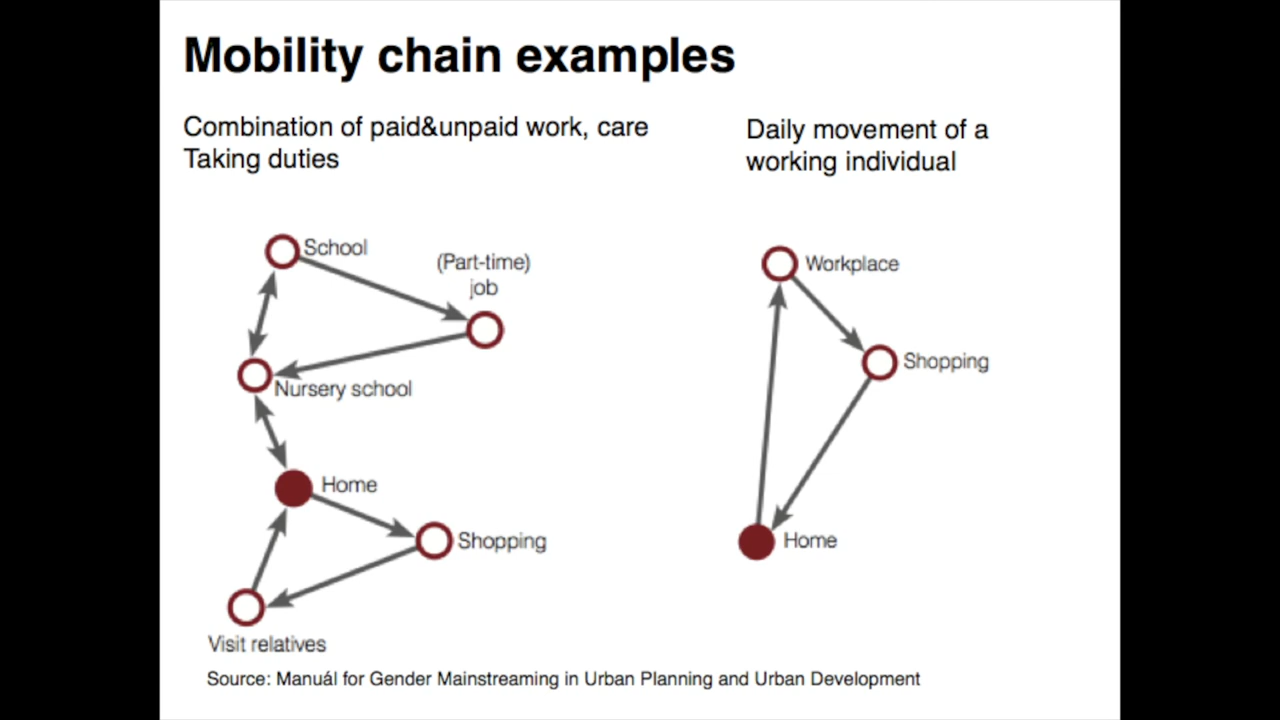 Mobility chain examples
Combination of paid&unpaid work, care
Taking duties
Daily movement of a
working individual
School
(Part-time)
job
Nursery school
Home
Shopping
Visit relatives
Workplace
Shopping
Home
Source: Manuál for Gender Mainstreaming in Urban Planning and Urban Development